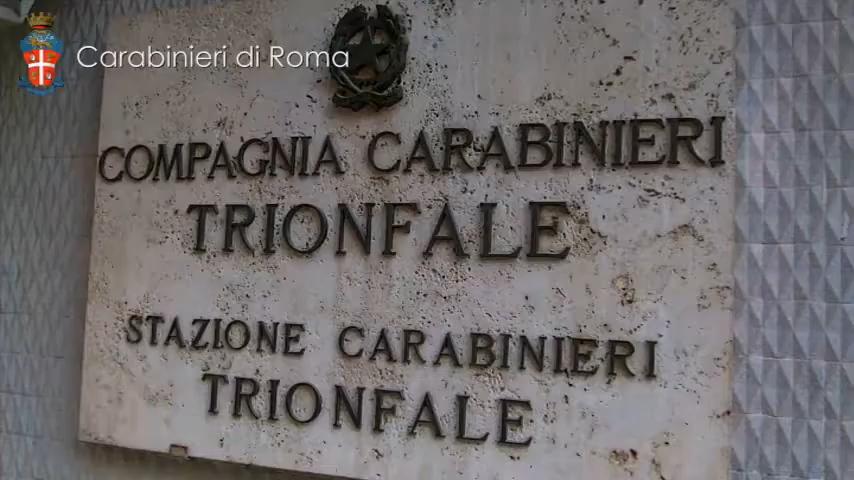 Carabinieri di Roma
COMPAGNIA CARABINIERI
TRIONFALE
STAZIONE CARABINIERI
TRIONFALE